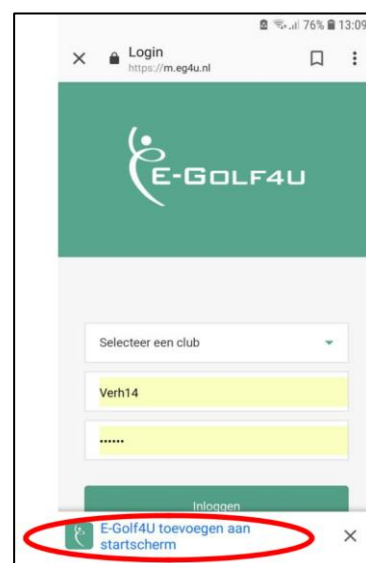 76% 13:09
Login
https://m.eg4u.nl
E-GOLF4U
Selecteer een club
Verh14
••••••
Inloggen
E-Golf4U toevoegen aan
startscherm